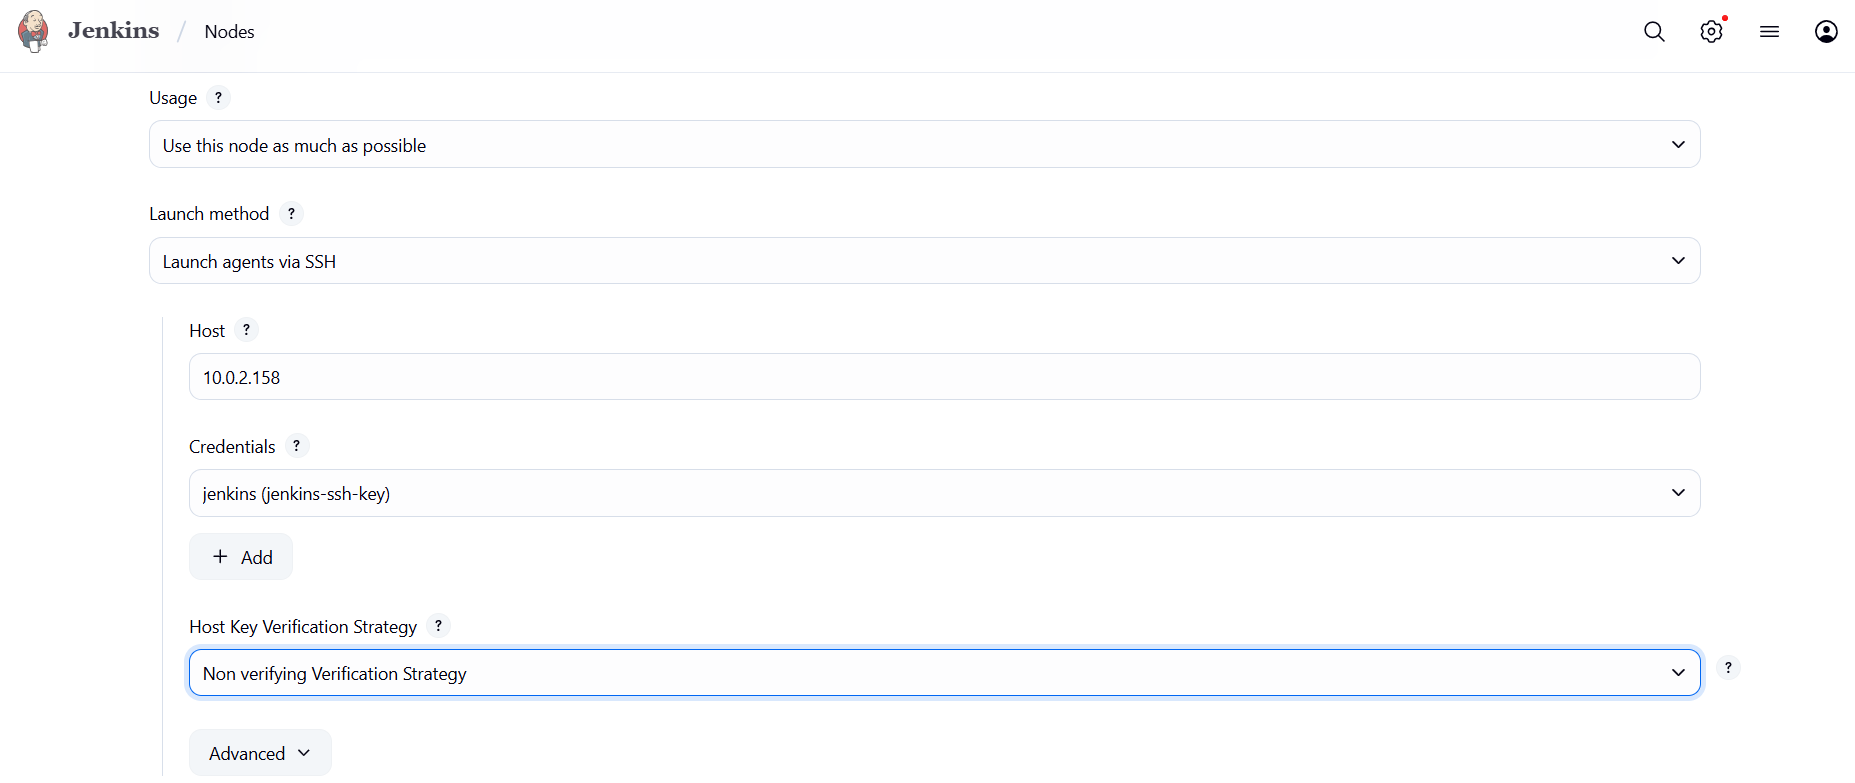 Jenkins / Nodes
Usage ?
Use this node as much as possible
Launch method ?
Launch agents via SSH
Host ?
10.0.2.158
Credentials ?
jenkins (jenkins-ssh-key)
+ Add
Host Key Verification Strategy ?
Non verifying Verification Strategy
?
Advanced